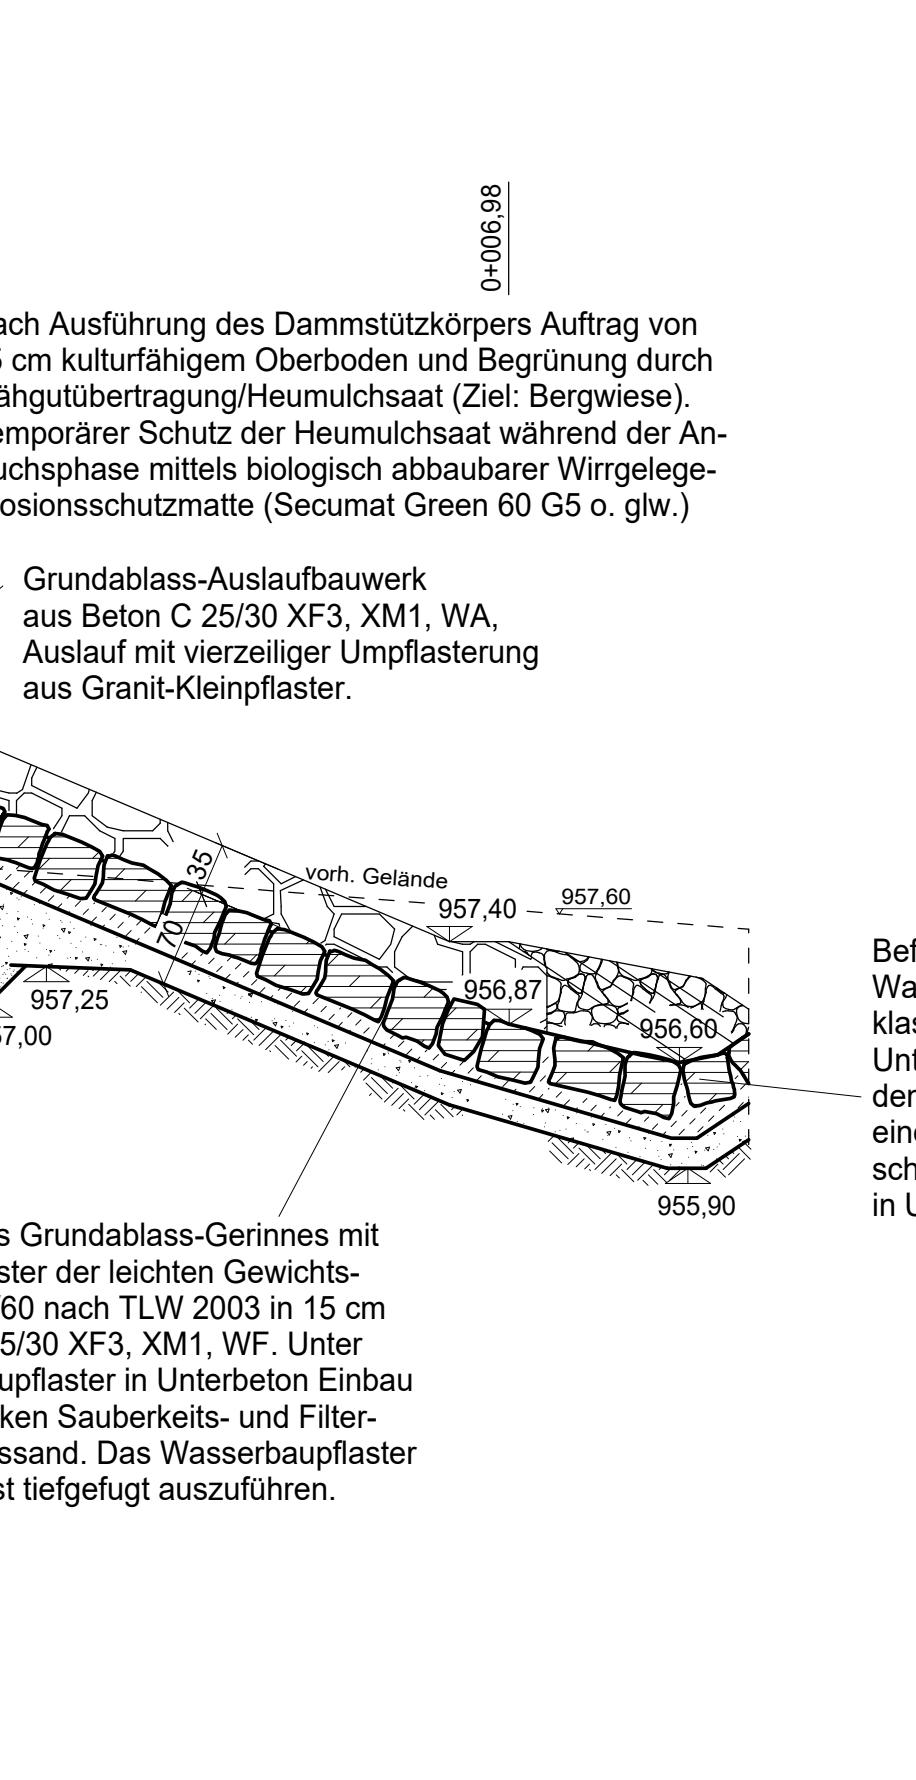 0+006,98
ach Ausführung des Dammstützkörpers Auftrag von
5 cm kulturfähigem Oberboden und Begrünung durch
ähgutübertragung/Heumulchsaat (Ziel: Bergwiese).
emporärer Schutz der Heumulchsaat während der An-
uchsphase mittels biologisch abbaubarer Wirrgelege-
osionsschutzmatte (Secumat Green 60 G5 o. glw.)
Grundablass-Auslaufbauwerk
aus Beton C 25/30 XF3, XM1, WA,
Auslauf mit vierzeiliger Umpflasterung
aus Granit-Kleinpflaster.
35
70
vorh. Gelände
957,60
957,40
956,87
956,60
957,25
57,00
955,90
Bef
Wa
klas
Unt
der
eine
sch
in U
s Grundablass-Gerinnes mit
ster der leichten Gewichts-
/60 nach TLW 2003 in 15 cm
5/30 XF3, XM1, WF. Unter
upflaster in Unterbeton Einbau
ken Sauberkeits- und Filter-
ssand. Das Wasserbaupflaster
st tiefgefugt auszuführen.